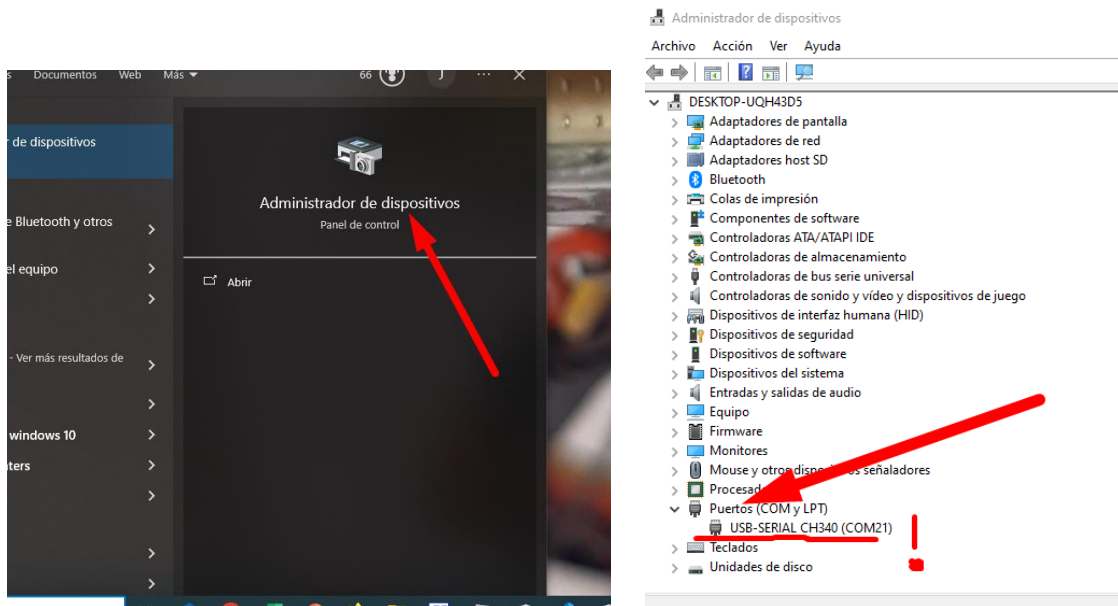 Documentos Web Más
66 J ...
de dispositivos
Administrador de dispositivos
Panel de control
Bluetooth y otros
el equipo
Abrir
- Ver más resultados de
windows 10
Administrador de dispositivos
Archivo Acción Ver Ayuda
DESKTOP-UQH43D5
Adaptadores de pantalla
Adaptadores de red
Adaptadores host SD
Bluetooth
Colas de impresión
Componentes de software
Controladoras ATA/ATAPI IDE
Controladoras de almacenamiento
Controladoras de bus serie universal
Controladoras de sonido y vídeo y dispositivos de juego
Dispositivos de interfaz humana (HID)
Dispositivos de seguridad
Dispositivos de software
Dispositivos del sistema
Entradas y salidas de audio
Equipo
Firmware
Monitores
Mouse y otros dispositivos señaladores
Procesadores
Puertos (COM y LPT)
USB-SERIAL CH340 (COM21)
!
Teclados
Unidades de disco